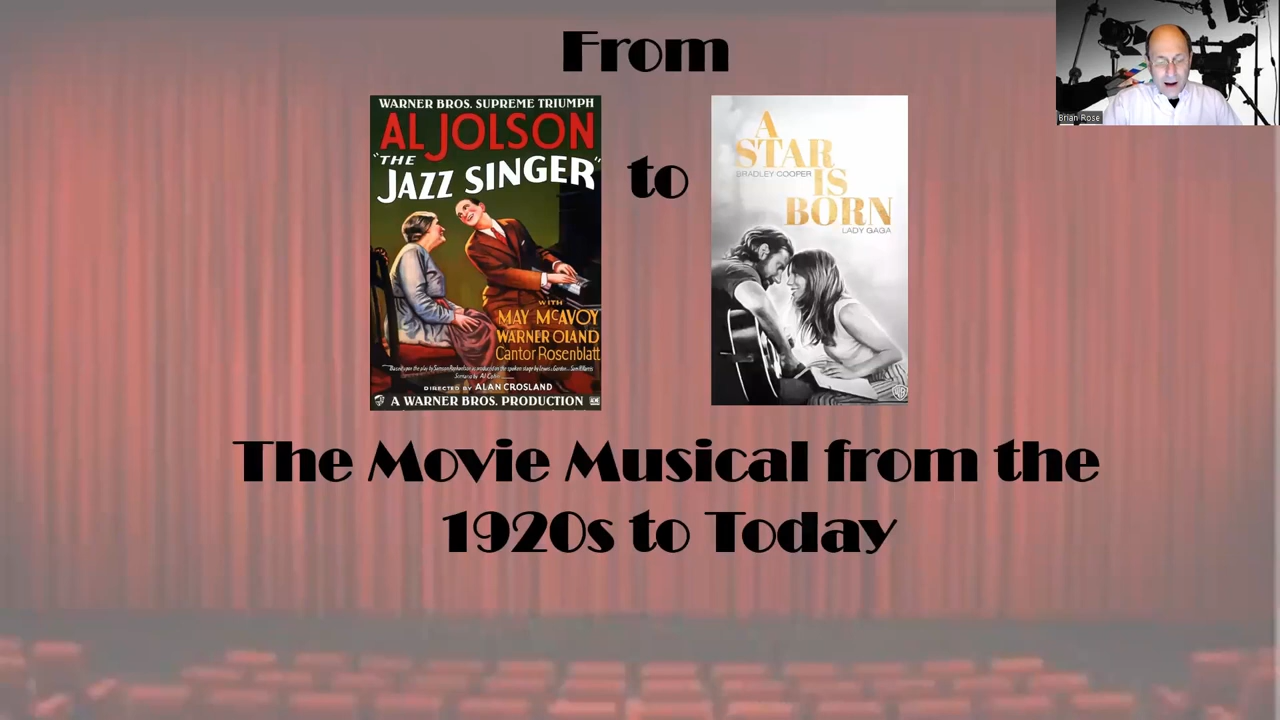 From
WARNER BROS. SUPREME TRIUMPH
AL JOLSON
"THE
JAZZ SINGER"
WITH
MAY McAVOY
WARNER OLAND
Cantor Rosenblatt
DIRECTED BY ALAN CROSLAND
A WARNER BROS. PRODUCTION
to
A
STAR
BRADLEY COOPER
IS
BORN
LADY GAGA
The Movie Musical from the
1920s to Today
Brian Rose